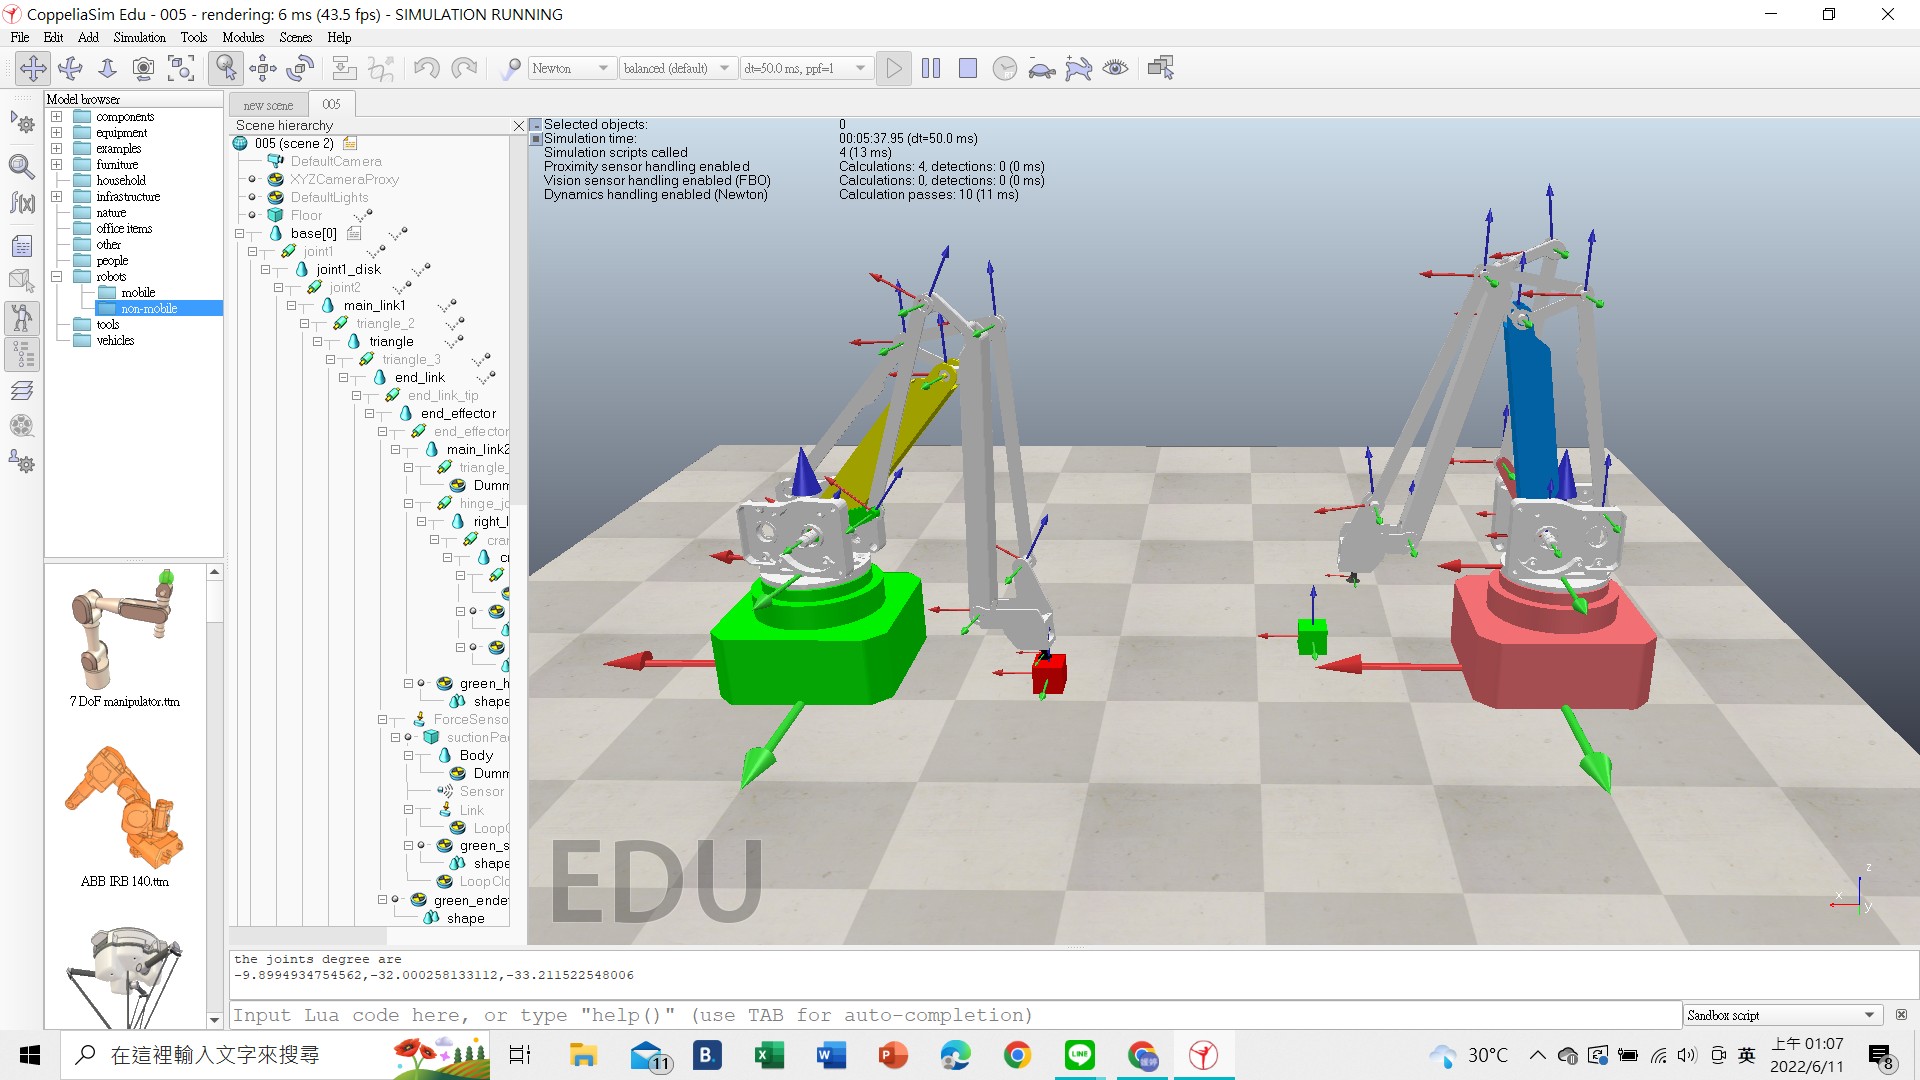 CoppeliaSim Edu - 005 - rendering: 6 ms (43.5 fps) - SIMULATION RUNNING
File Edit Add Simulation Tools Modules Scenes Help
Newton balanced (default) dt=50.0 ms, ppf=1
Model browser
components
equipment
examples
furniture
household
infrastructure
nature
office items
other
people
robots
mobile
non-mobile
tools
vehicles
7 DoF manipulator.ttm
ABB IRB 140.ttm
new scene 005
Scene hierarchy
005 (scene 2)
DefaultCamera
XYZCameraProxy
DefaultLights
Floor
base[0]
joint1
joint1_disk
joint2
main_link1
triangle_2
triangle
triangle_3
end_link
end_link_tip
end_effector
end_effector
main_link2
triangle_
Dumm
hinge_jo
right_l
cran
cr
green_h
shape
ForceSenso
suctionPa
Body
Dumm
Sensor
Link
LoopC
green_s
shape
LoopClo
green_endef
shape
Selected objects: 0
Simulation time: 00:05:37.95 (dt=50.0 ms)
Simulation scripts called 4 (13 ms)
Proximity sensor handling enabled Calculations: 4, detections: 0 (0 ms)
Vision sensor handling enabled (FBO) Calculations: 0, detections: 0 (0 ms)
Dynamics handling enabled (Newton) Calculation passes: 10 (11 ms)
EDU
z
x
y
the joints degree are
-9.8994934754562,-32.000258133112,-33.211522548006
Input Lua code here, or type "help()" (use TAB for auto-completion)
Sandbox script
在這裡輸入文字來搜尋
11
30°C
英
上午 01:07
2022/6/11
8